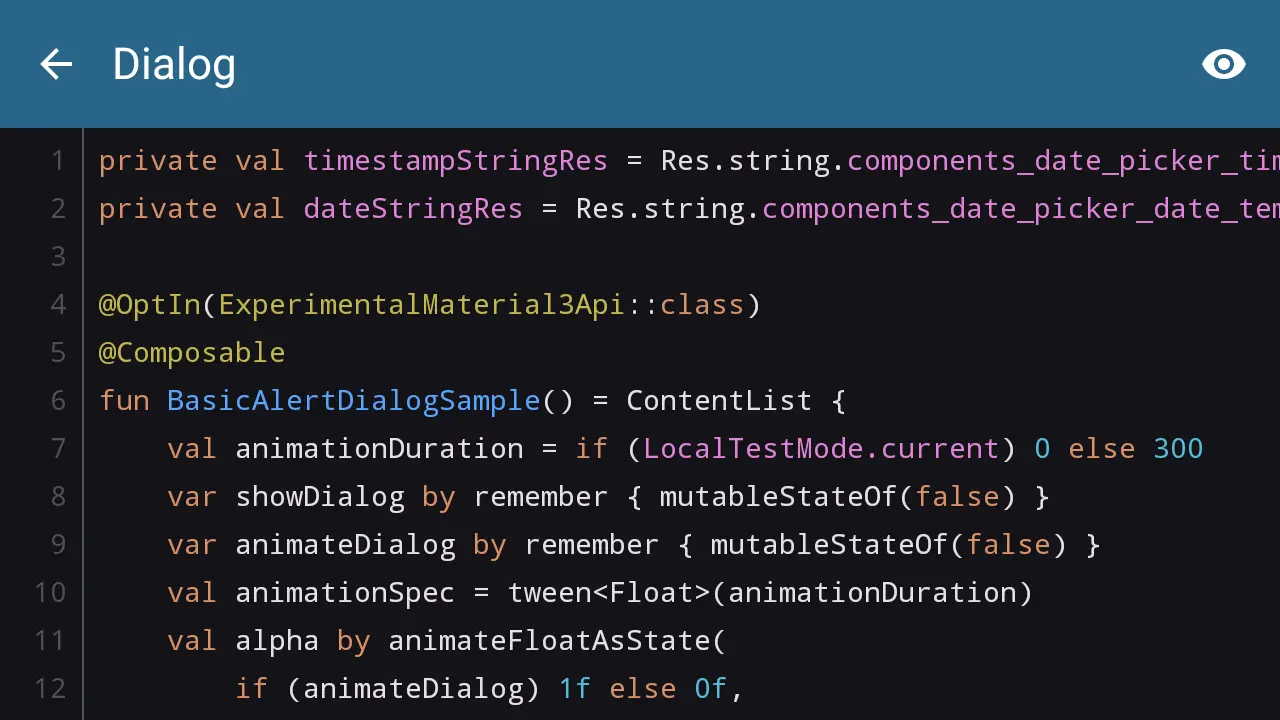 Dialog
1 private val timestampStringRes = Res.string.components_date_picker_tim
2 private val dateStringRes = Res.string.components_date_picker_date_tem
3
4 @OptIn(ExperimentalMaterial3Api::class)
5 @Composable
6 fun BasicAlertDialogSample() = ContentList {
7 val animationDuration = if (LocalTestMode.current) 0 else 300
8 var showDialog by remember { mutableStateOf(false) }
9 var animateDialog by remember { mutableStateOf(false) }
10 val animationSpec = tween<Float>(animationDuration)
11 val alpha by animateFloatAsState(
12 if (animateDialog) 1f else 0f,